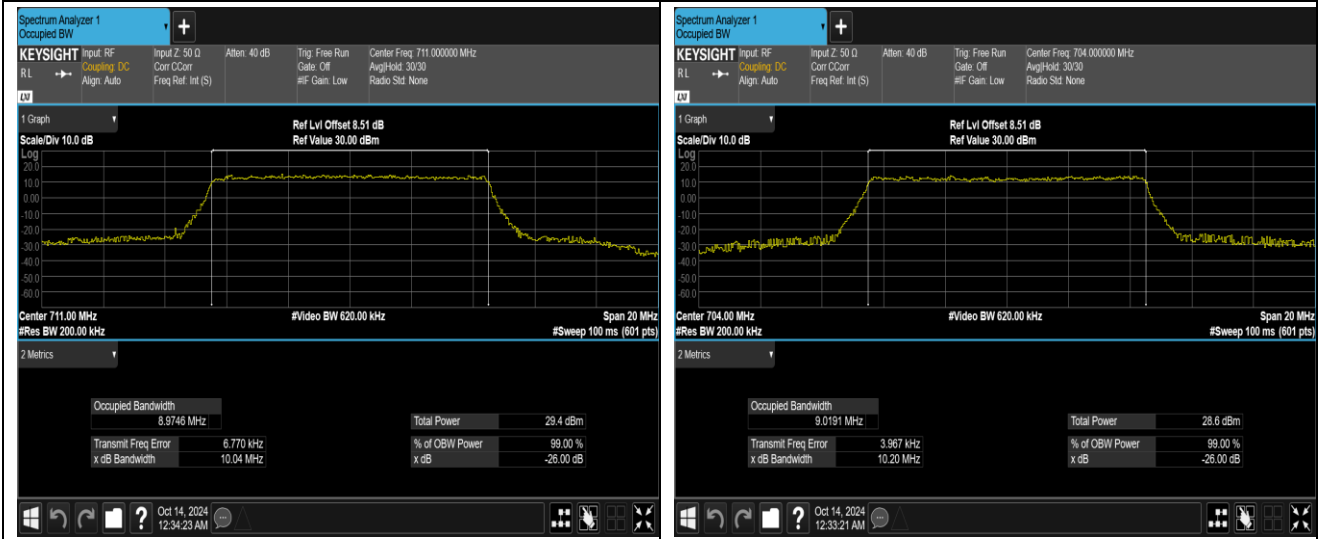 Spectrum Analyzer 1
Occupied BW
+
KEYSIGHT Input: RF Input Z: 50 Ω Atten: 40 dB Trig: Free Run Center Freq: 711.000000 MHz
RL Coupling: DC Corr CCorr Gate: Off Avg|Hold: 30/30
Align: Auto Freq Ref: Int (S) #IF Gain: Low Radio Std: None
LXI
1 Graph
Ref Lvl Offset 8.51 dB
Scale/Div 10.0 dB Ref Value 30.00 dBm
Log
20.0
10.0
0.00
-10.0
-20.0
-30.0
-40.0
-50.0
-60.0
Center 711.00 MHz #Video BW 620.00 kHz Span 20 MHz
#Res BW 200.00 kHz #Sweep 100 ms (601 pts)
2 Metrics
Occupied Bandwidth
8.9746 MHz Total Power 29.4 dBm
Transmit Freq Error 6.770 kHz % of OBW Power 99.00 %
x dB Bandwidth 10.04 MHz x dB -26.00 dB
? Oct 14, 2024
12:34:23 AM
Spectrum Analyzer 1
Occupied BW
+
KEYSIGHT Input: RF Input Z: 50 Ω Atten: 40 dB Trig: Free Run Center Freq: 704.000000 MHz
RL Coupling: DC Corr CCorr Gate: Off Avg|Hold: 30/30
Align: Auto Freq Ref: Int (S) #IF Gain: Low Radio Std: None
LXI
1 Graph
Ref Lvl Offset 8.51 dB
Scale/Div 10.0 dB Ref Value 30.00 dBm
Log
20.0
10.0
0.00
-10.0
-20.0
-30.0
-40.0
-50.0
-60.0
Center 704.00 MHz #Video BW 620.00 kHz Span 20 MHz
#Res BW 200.00 kHz #Sweep 100 ms (601 pts)
2 Metrics
Occupied Bandwidth
9.0191 MHz Total Power 28.6 dBm
Transmit Freq Error 3.967 kHz % of OBW Power 99.00 %
x dB Bandwidth 10.20 MHz x dB -26.00 dB
? Oct 14, 2024
12:33:21 AM